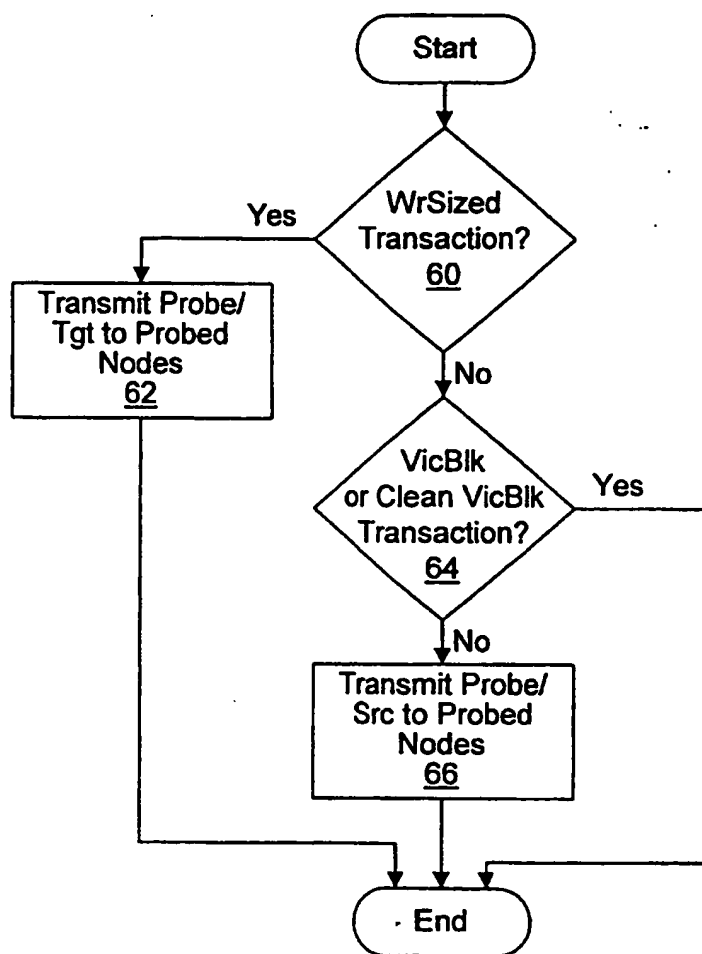 Start
WrSized
Transaction?
60
Yes
Transmit Probe/
Tgt to Probed
Nodes
62
No
VicBlk
or Clean VicBlk
Transaction?
64
Yes
No
Transmit Probe/
Src to Probed
Nodes
66
End